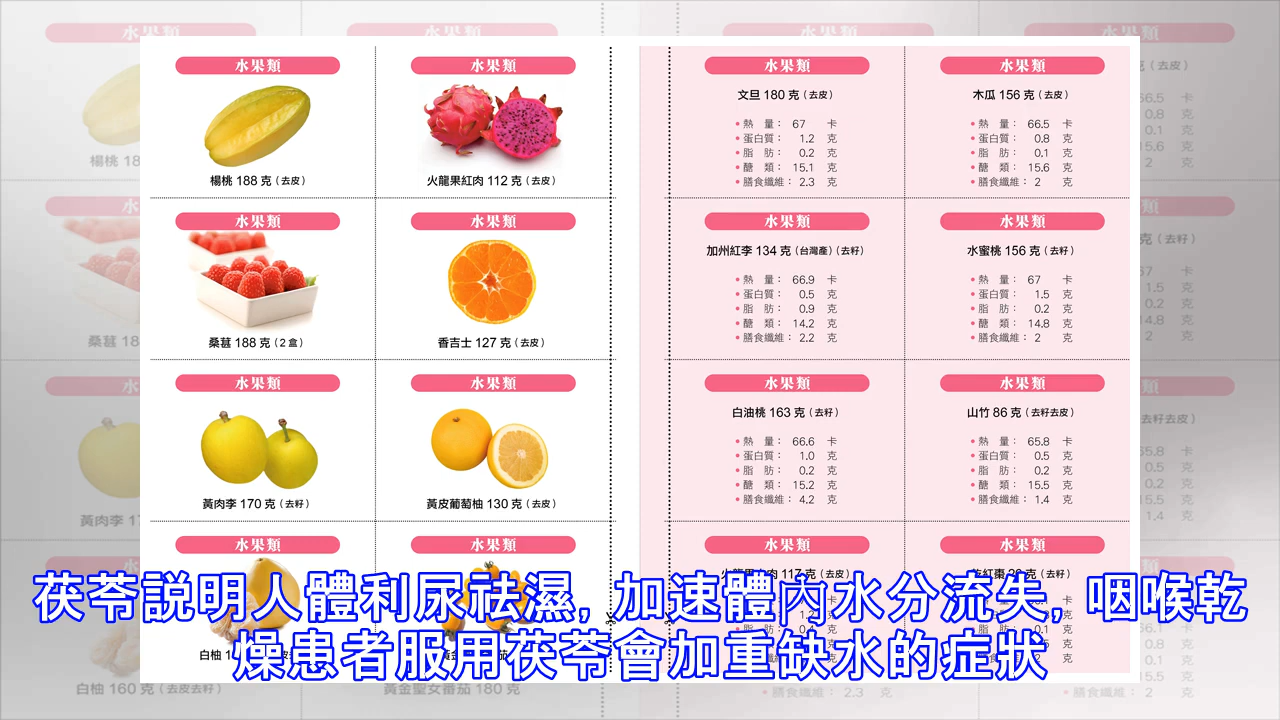 水果類
楊桃 188 克（去皮）
水果類
火龍果紅肉 112 克（去皮）
水果類
文旦 180 克（去皮）
•熱 量： 67 卡
•蛋白質： 1.2 克
•脂 肪： 0.2 克
•醣 類： 15.1 克
•膳食纖維： 2.3 克
水果類
木瓜 156 克（去皮）
•熱 量： 66.5 卡
•蛋白質： 0.8 克
•脂 肪： 0.1 克
•醣 類： 15.6 克
•膳食纖維： 2 克
水果類
桑葚 188 克（2 盒）
水果類
香吉士 127 克（去皮）
水果類
加州紅李 134 克（台灣產）（去籽）
•熱 量： 66.9 卡
•蛋白質： 0.5 克
•脂 肪： 0.9 克
•醣 類： 14.2 克
•膳食纖維： 2.2 克
水果類
水蜜桃 156 克（去籽）
•熱 量： 67 卡
•蛋白質： 1.5 克
•脂 肪： 0.2 克
•醣 類： 14.8 克
•膳食纖維： 2 克
水果類
黃肉李 170 克（去籽）
水果類
黃皮葡萄柚 130 克（去皮）
水果類
白油桃 163 克（去籽）
•熱 量： 66.6 卡
•蛋白質： 1.0 克
•脂 肪： 0.2 克
•醣 類： 15.2 克
•膳食纖維： 4.2 克
水果類
山竹 86 克（去籽去皮）
•熱 量： 65.8 卡
•蛋白質： 0.5 克
•脂 肪： 0.2 克
•醣 類： 15.5 克
•膳食纖維： 1.4 克
水果類
水果類
水果類
水果類
茯苓説明人體利尿祛濕, 加速體內水分流失, 咽喉乾
燥患者服用茯苓會加重缺水的症狀
白柚 160 克（去皮去籽）
黃金聖女番茄 180 克
膳食纖維： 2.3 克
膳食纖維： 2 克